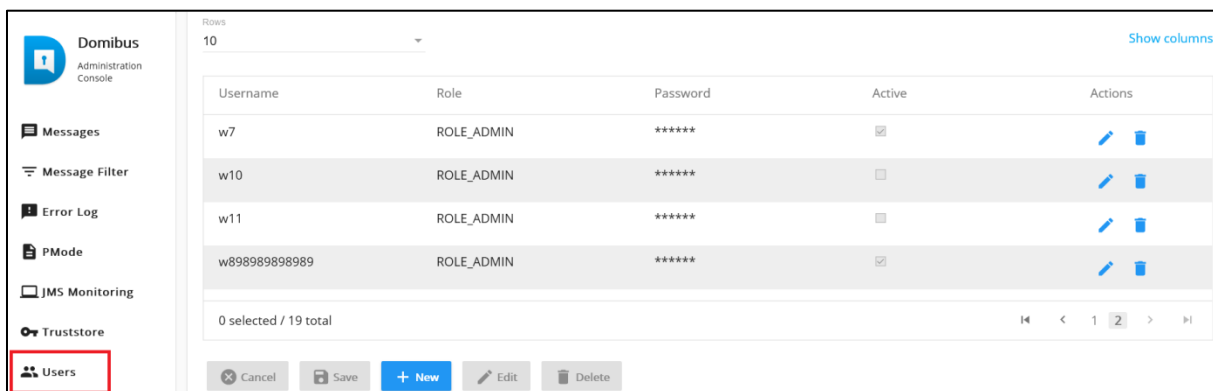 Domibus
Administration
Console
Messages
Message Filter
Error Log
PMode
JMS Monitoring
Truststore
Users
Rows
10
Show columns
Username Role Password Active Actions
w7 ROLE_ADMIN ******
w10 ROLE_ADMIN ******
w11 ROLE_ADMIN ******
w898989898989 ROLE_ADMIN ******
0 selected / 19 total 1 2
Cancel Save + New Edit Delete